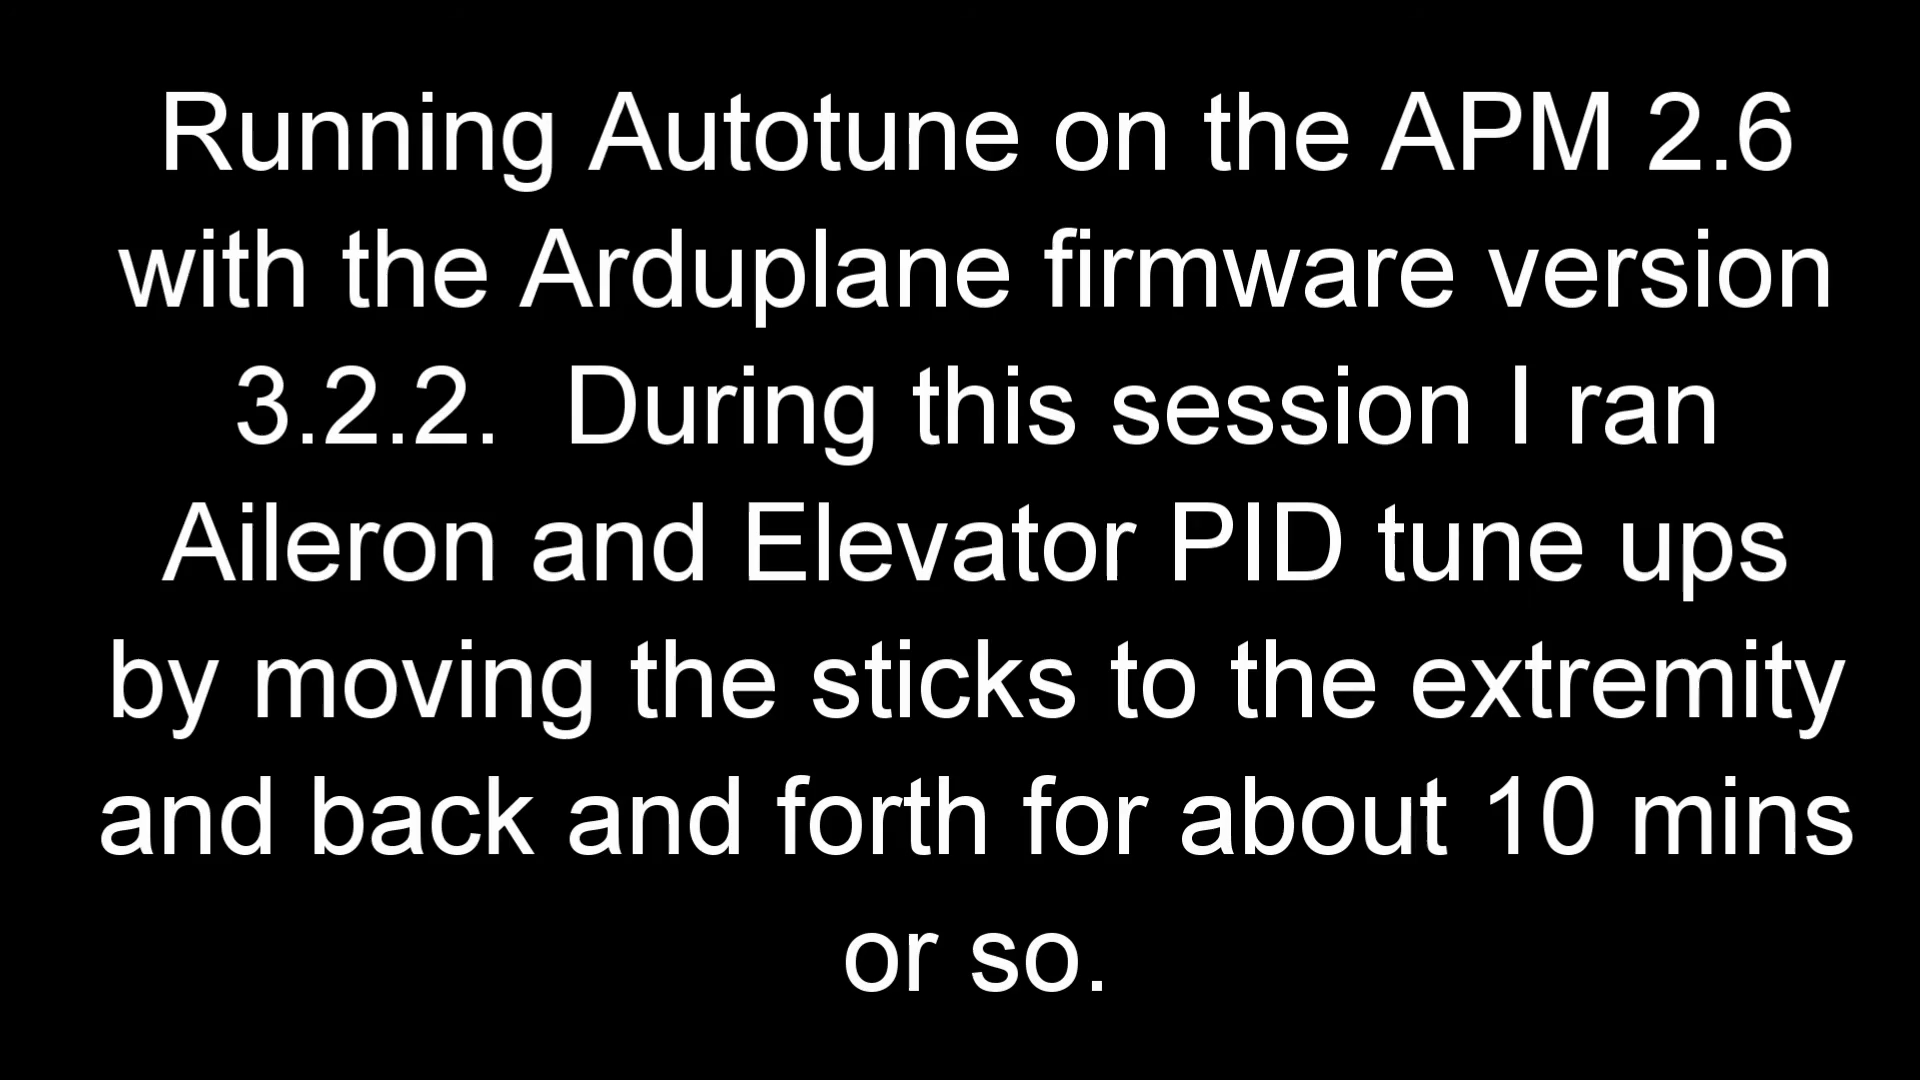 Running Autotune on the APM 2.6
with the Arduplane firmware version
3.2.2.  During this session I ran
Aileron and Elevator PID tune ups
by moving the sticks to the extremity
and back and forth for about 10 mins
or so.